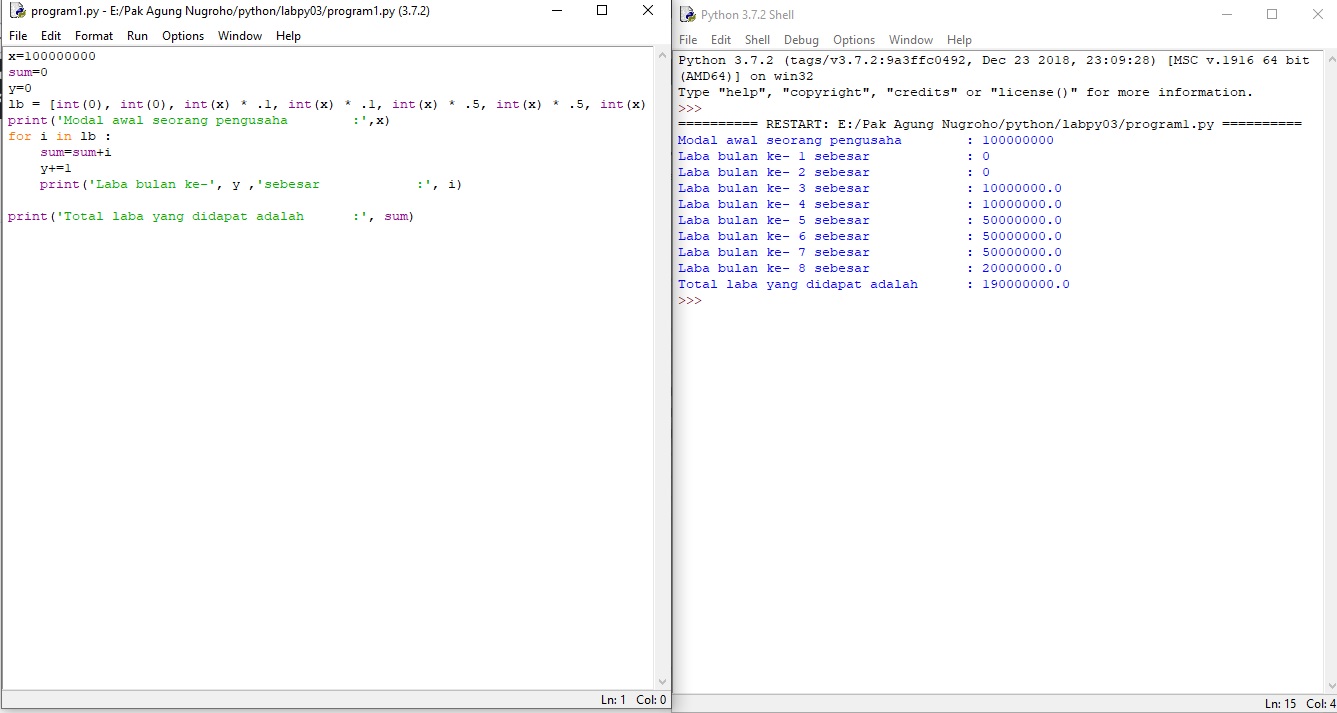 program1.py - E:/Pak Agung Nugroho/python/labpy03/program1.py (3.7.2)
File Edit Format Run Options Window Help
x=100000000
sum=0
y=0
lb = [int(0), int(0), int(x) * .1, int(x) * .1, int(x) * .5, int(x) * .5, int(x)
print('Modal awal seorang pengusaha        :',x)
for i in lb :
    sum=sum+i
    y+=1
    print('Laba bulan ke-', y ,'sebesar            :', i)
print('Total laba yang didapat adalah      :', sum)
Ln: 1 Col: 0
Python 3.7.2 Shell
File Edit Shell Debug Options Window Help
Python 3.7.2 (tags/v3.7.2:9a3ffc0492, Dec 23 2018, 23:09:28) [MSC v.1916 64 bit
(AMD64)] on win32
Type "help", "copyright", "credits" or "license()" for more information.
>>>
========== RESTART: E:/Pak Agung Nugroho/python/labpy03/program1.py ==========
Modal awal seorang pengusaha        : 100000000
Laba bulan ke- 1 sebesar            : 0
Laba bulan ke- 2 sebesar            : 0
Laba bulan ke- 3 sebesar            : 10000000.0
Laba bulan ke- 4 sebesar            : 10000000.0
Laba bulan ke- 5 sebesar            : 50000000.0
Laba bulan ke- 6 sebesar            : 50000000.0
Laba bulan ke- 7 sebesar            : 50000000.0
Laba bulan ke- 8 sebesar            : 20000000.0
Total laba yang didapat adalah      : 190000000.0
>>>
Ln: 15 Col: 4